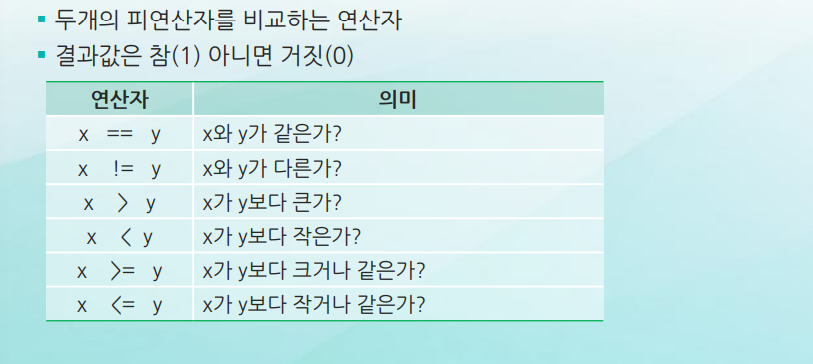 ▪ 두개의 피연산자를 비교하는 연산자
▪ 결과값은 참(1) 아니면 거짓(0)
연산자 의미
x == y x와 y가 같은가?
x != y x와 y가 다른가?
x > y x가 y보다 큰가?
x < y x가 y보다 작은가?
x >= y x가 y보다 크거나 같은가?
x <= y x가 y보다 작거나 같은가?